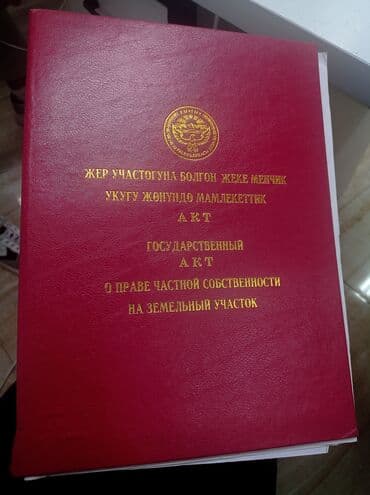 ЖЕР УЧАСТОГУНА БОЛГОН ЖЕКЕ МЕНЧИК
УКУГУ ЖӨНҮНДӨ МАМЛЕКЕТТИК
АКТ
ГОСУДАРСТВЕННЫЙ
АКТ
О ПРАВЕ ЧАСТНОЙ СОБСТВЕННОСТИ
НА ЗЕМЕЛЬНЫЙ УЧАСТОК